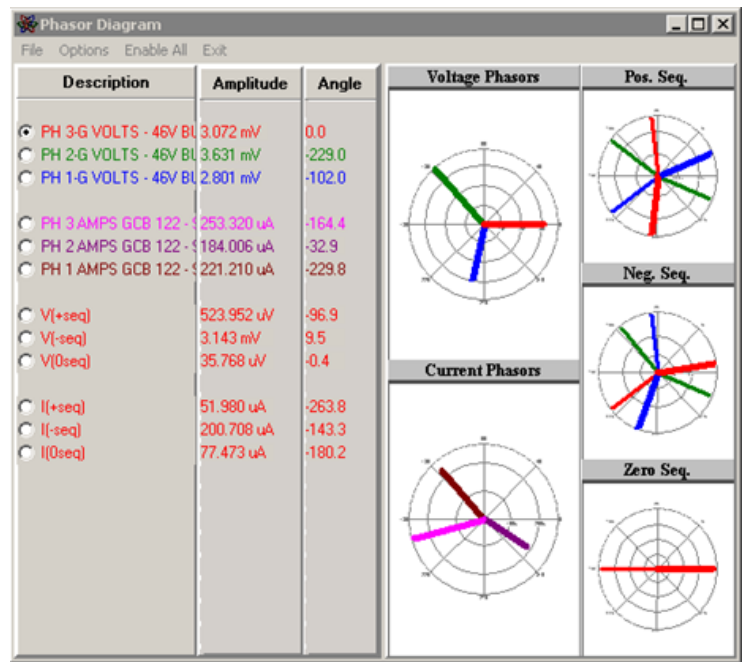 Phasor Diagram
File Options Enable All Exit
Description Amplitude Angle
PH 3-G VOLTS - 46V BU 3.072 mV 0.0
PH 2-G VOLTS - 46V BU 3.631 mV -229.0
PH 1-G VOLTS - 46V BU 2.801 mV -102.0
PH 3 AMPS GCB 122 - S 253.320 uA -164.4
PH 2 AMPS GCB 122 - S 184.006 uA -32.9
PH 1 AMPS GCB 122 - S 221.210 uA -229.8
V(+seq) 523.952 uV -96.9
V(-seq) 3.143 mV 9.5
V(0seq) 35.768 uV -0.4
I(+seq) 51.980 uA -263.8
I(-seq) 200.708 uA -143.3
I(0seq) 77.473 uA -180.2
Voltage Phasors
Current Phasors
Pos. Seq.
Neg. Seq.
Zero Seq.